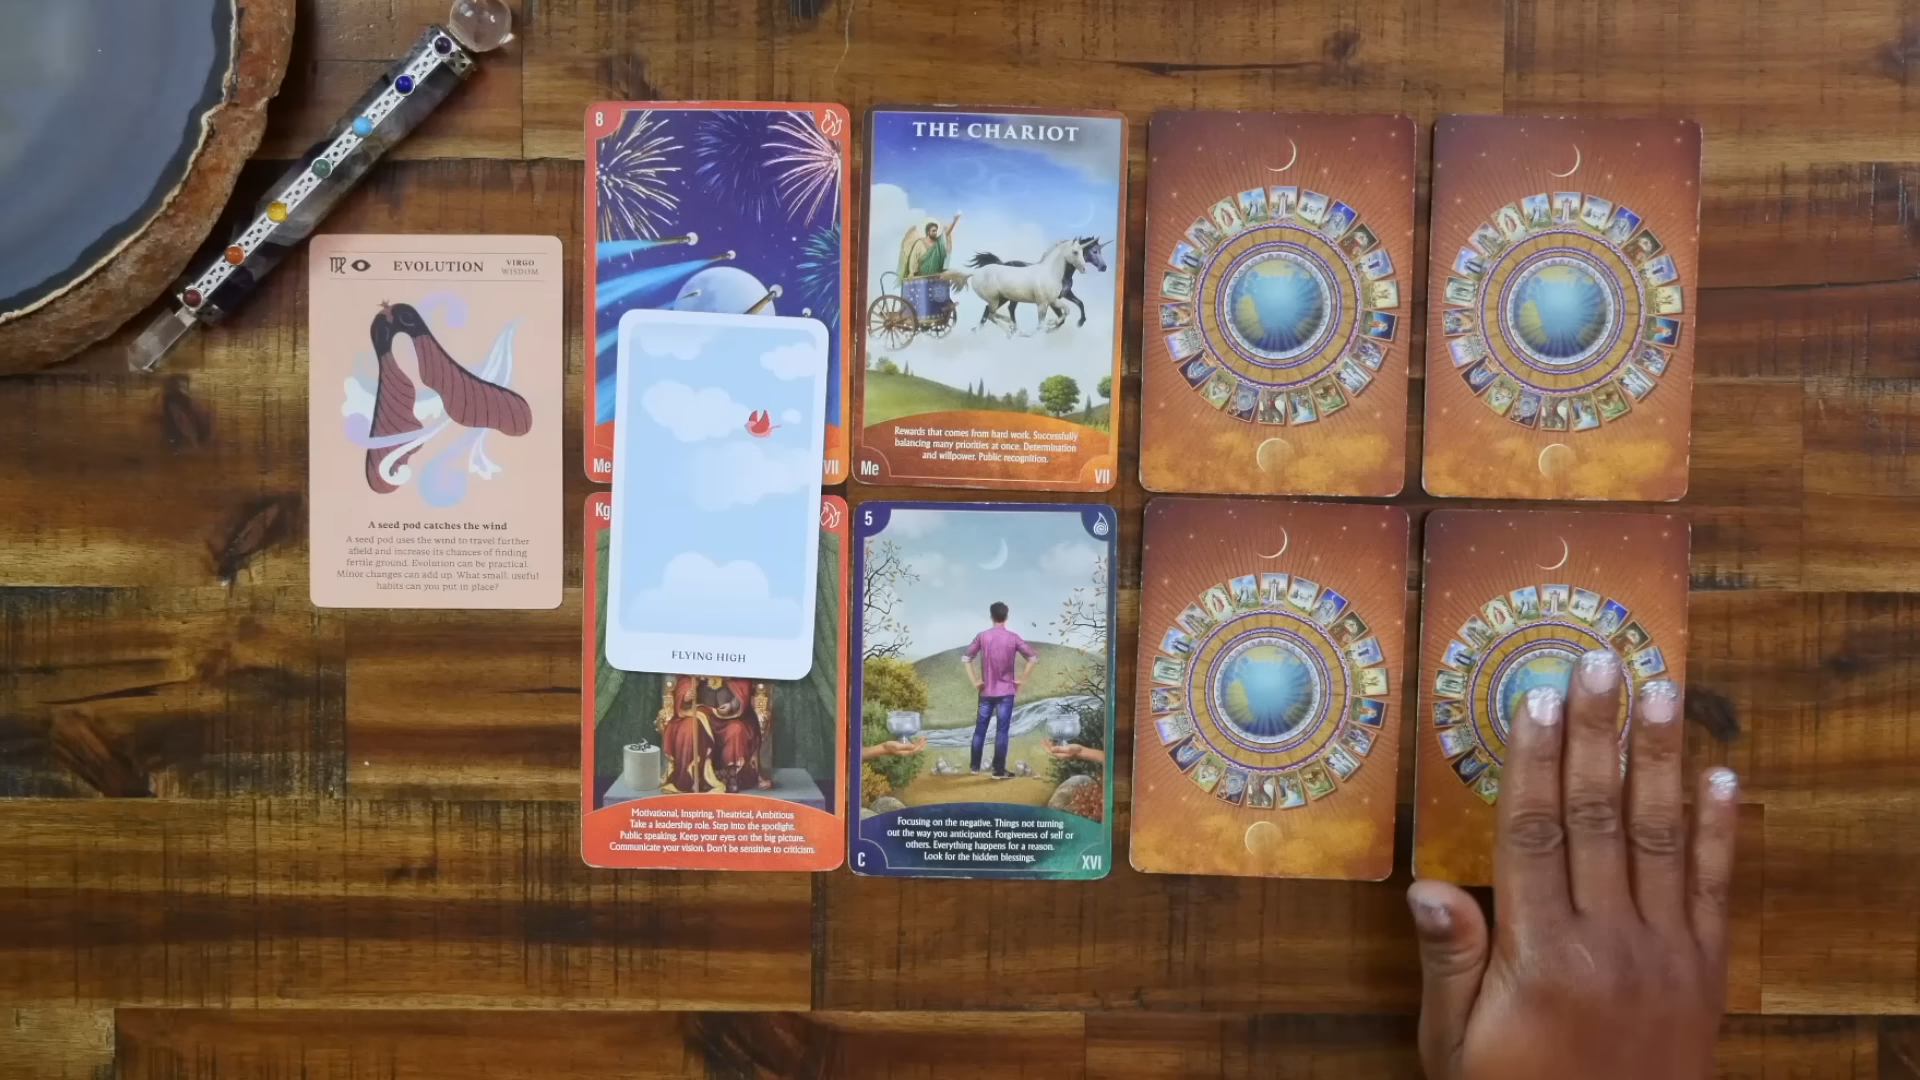 VIRGO
EVOLUTION
WISDOM
A seed pod catches the wind
A seed pod uses the wind to travel further
afield and increase its chances of finding
fertile ground. Evolution can be practical.
Minor changes can add up. What small, useful
habits can you put in place?
8
Me
VII
FLYING HIGH
Kg
Motivational, Inspiring, Theatrical, Ambitious
Take a leadership role. Step into the spotlight.
Public speaking. Keep your eyes on the big picture.
Communicate your vision. Don't be sensitive to criticism.
THE CHARIOT
Rewards that comes from hard work. Successfully
balancing many priorities at once. Determination
and willpower. Public recognition.
Me
VII
5
Focusing on the negative. Things not turning
out the way you anticipated. Forgiveness of self or
others. Everything happens for a reason.
Look for the hidden blessings.
C
XVI